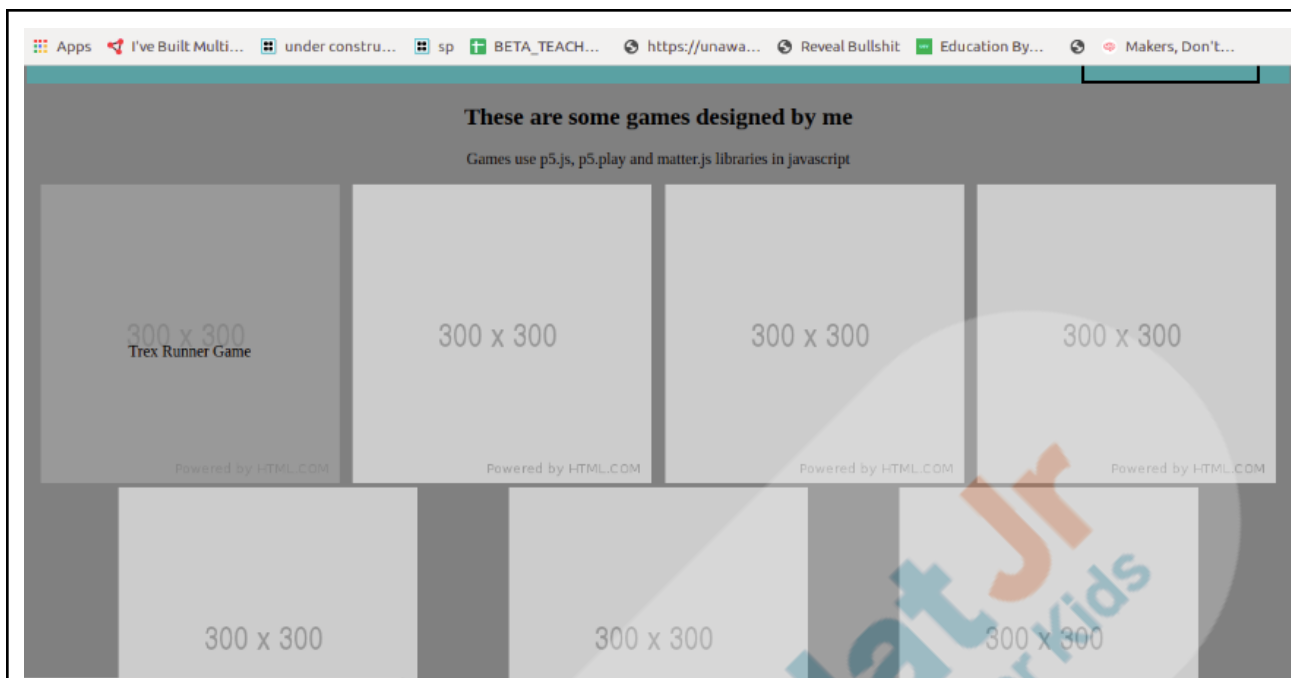 Apps I've Built Multi... under constru... sp BETA_TEACH... https://unawa... Reveal Bullshit Education By... Makers, Don't...
These are some games designed by me
Games use p5.js, p5.play and matter.js libraries in javascript
300 x 300 300 x 300 300 x 300 300 x 300
Trex Runner Game
Powered by HTML.COM Powered by HTML.COM Powered by HTML.COM Powered by HTML.COM
300 x 300 300 x 300 300 x 300
Jr
Kids